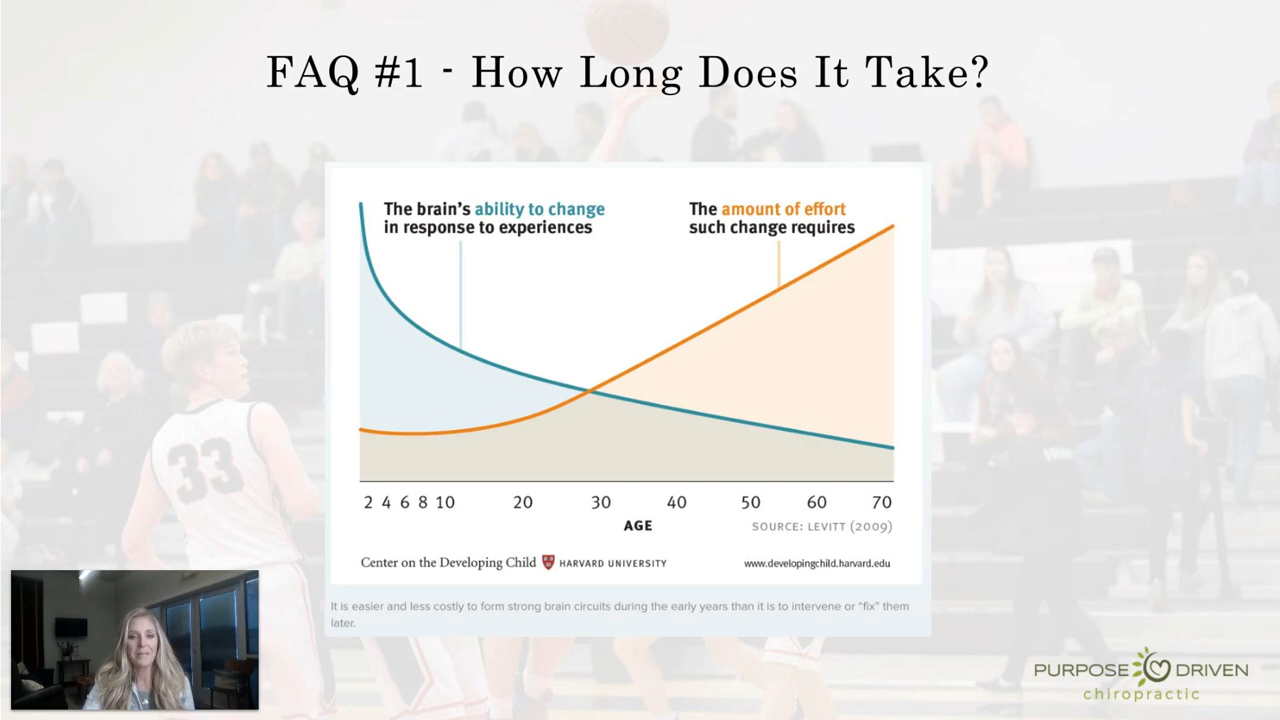 FAQ #1 - How Long Does It Take?
The brain's ability to change
in response to experiences
The amount of effort
such change requires
2 4 6 8 10 20 30 40 50 60 70
AGE
SOURCE: LEVITT (2009)
Center on the Developing Child HARVARD UNIVERSITY
www.developingchild.harvard.edu
It is easier and less costly to form strong brain circuits during the early years than it is to intervene or "fix" them
later.
33
PURPOSE DRIVEN
chiropractic